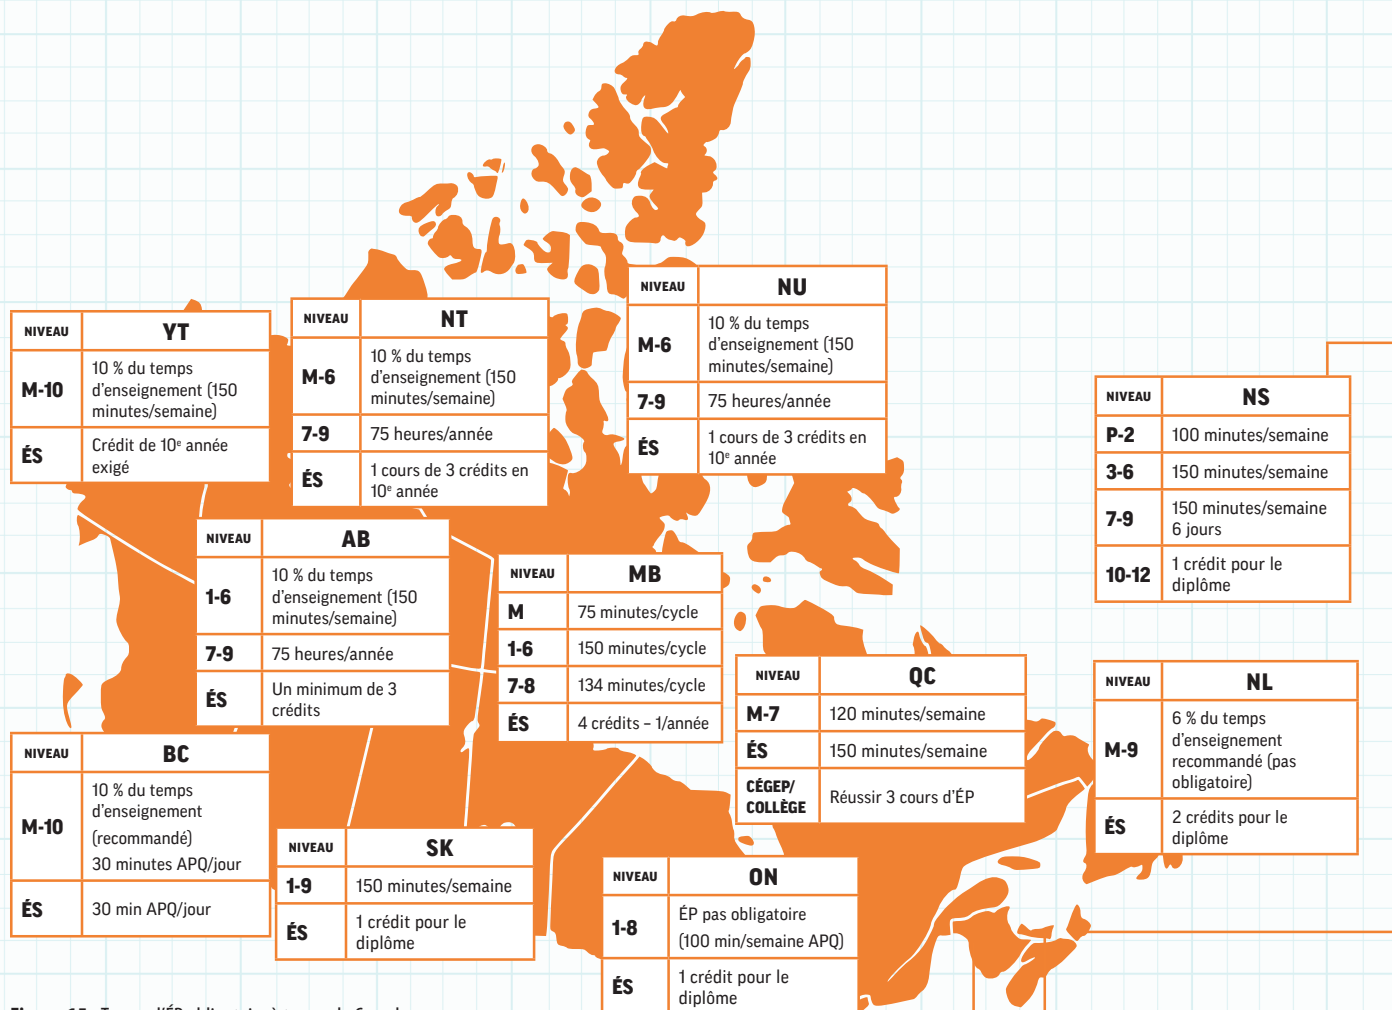 NIVEAU YT
M-10 10 % du temps
d'enseignement (150
minutes/semaine)
ÉS Crédit de 10e année
exigé
NIVEAU NT
M-6 10 % du temps
d'enseignement (150
minutes/semaine)
7-9 75 heures/année
ÉS 1 cours de 3 crédits en
10e année
NIVEAU NU
M-6 10 % du temps
d'enseignement (150
minutes/semaine)
7-9 75 heures/année
ÉS 1 cours de 3 crédits en
10e année
NIVEAU NS
P-2 100 minutes/semaine
3-6 150 minutes/semaine
7-9 150 minutes/semaine
6 jours
10-12 1 crédit pour le
diplôme
NIVEAU AB
1-6 10 % du temps
d'enseignement (150
minutes/semaine)
7-9 75 heures/année
ÉS Un minimum de 3
crédits
NIVEAU MB
M 75 minutes/cycle
1-6 150 minutes/cycle
7-8 134 minutes/cycle
ÉS 4 crédits – 1/année
NIVEAU QC
M-7 120 minutes/semaine
ÉS 150 minutes/semaine
CÉGEP/
COLLÈGE Réussir 3 cours d'ÉP
NIVEAU NL
M-9 6 % du temps
d'enseignement
recommandé (pas
obligatoire)
ÉS 2 crédits pour le
diplôme
NIVEAU BC
M-10 10 % du temps
d'enseignement
(recommandé)
30 minutes APQ/jour
ÉS 30 min APQ/jour
NIVEAU SK
1-9 150 minutes/semaine
ÉS 1 crédit pour le
diplôme
NIVEAU ON
1-8 ÉP pas obligatoire
(100 min/semaine APQ)
ÉS 1 crédit pour le
diplôme